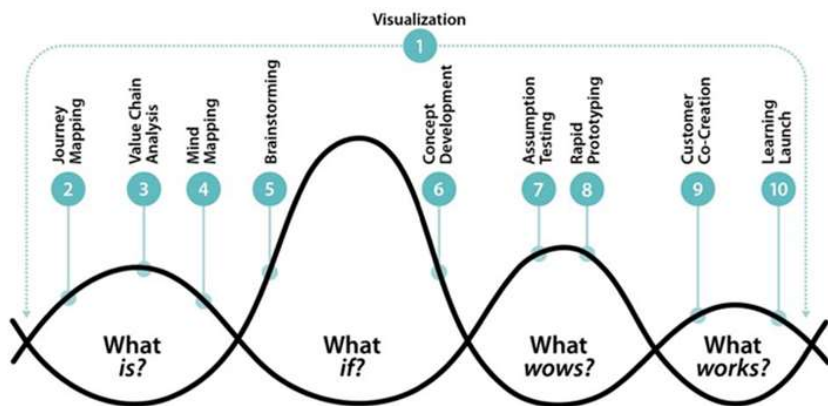 Visualization
1
Journey
Mapping
2
Value Chain
Analysis
3
Mind
Mapping
4
Brainstorming
5
Concept
Development
6
Assumption
Testing
7
Rapid
Prototyping
8
Customer
Co-Creation
9
Learning
Launch
10
What
is?
What
if?
What
wows?
What
works?